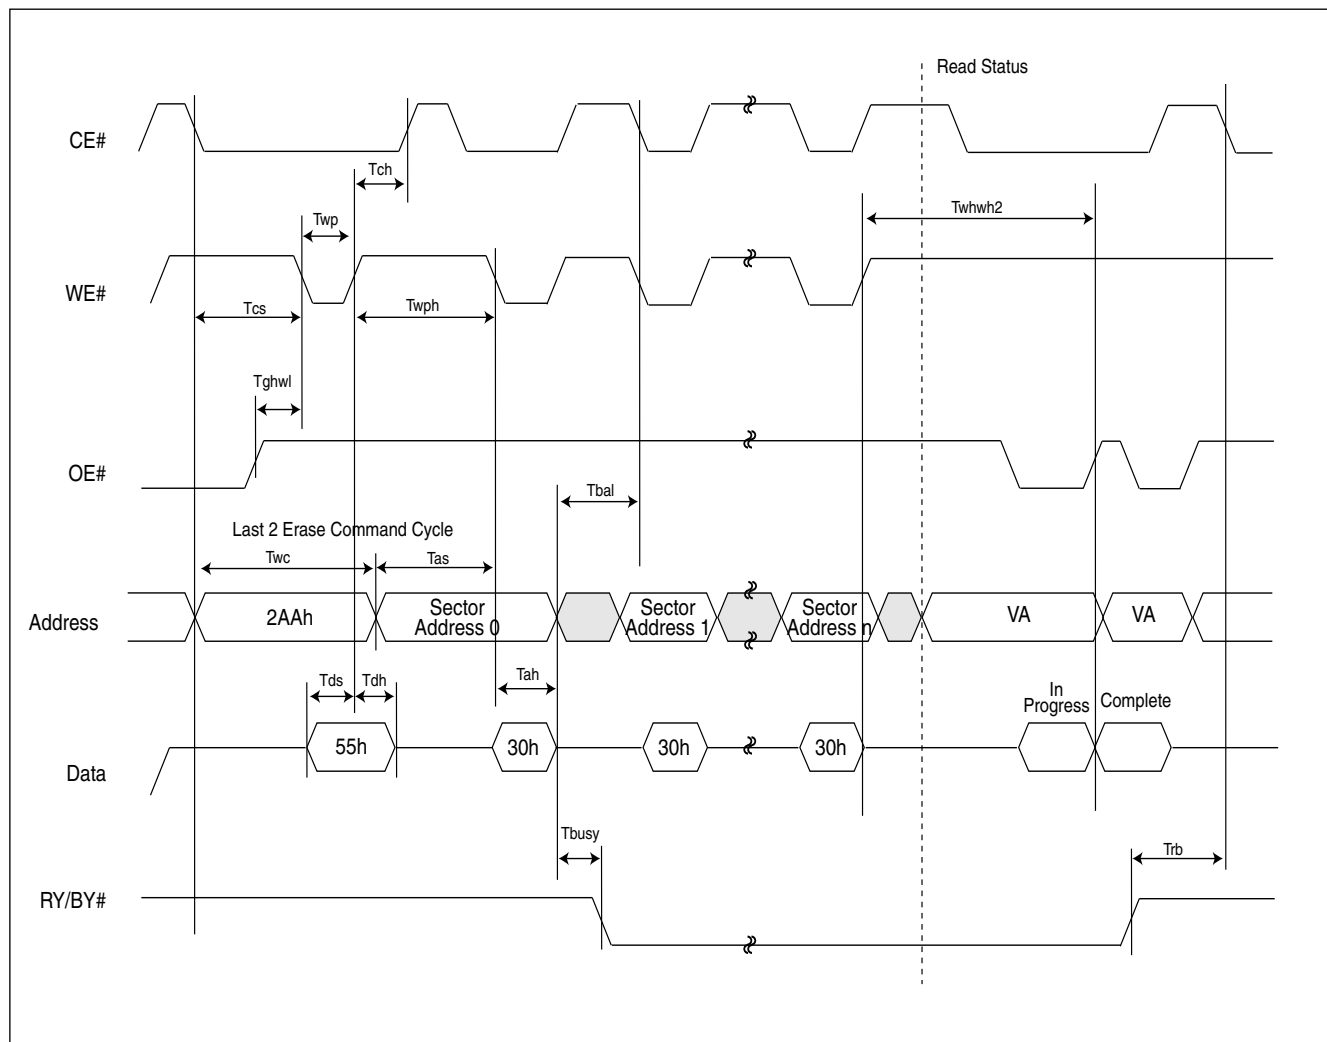 Read Status
CE#
Tch
Twhwh2
Twp
WE#
Tcs
Twph
Tghwl
OE#
Tbal
Last 2 Erase Command Cycle
Twc
Tas
Address
2AAh
Sector
Address 0
Sector
Address 1
Sector
Address n
VA
VA
Tds
Tdh
Tah
In
Progress
Complete
Data
55h
30h
30h
30h
Tbusy
Trb
RY/BY#